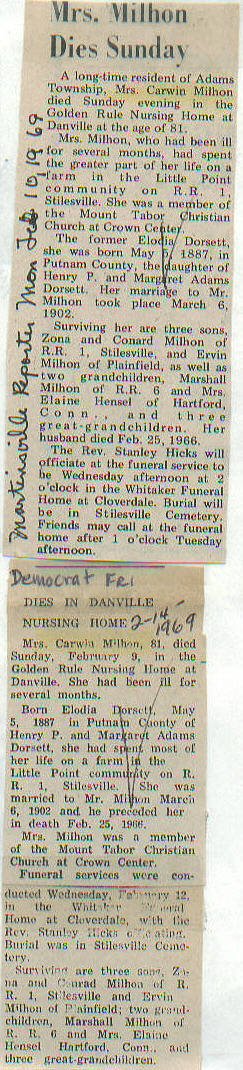 Mrs. Milhon
Dies Sunday
A long-time resident of Adams
Township, Mrs. Carwin Milhon
died Sunday evening in the
Golden Rule Nursing Home at
Danville at the age of 81.
Mrs. Milhon, who had been ill
for several months, had spent
the greater part of her life on a
farm in the Little Point
community on R.R. 1,
Stilesville. She was a member of
the Mount Tabor Christian
Church at Crown Center.
The former Elodia Dorsett,
she was born May 5, 1887, in
Putnam County, the daughter of
Henry P. and Margaret Adams
Dorsett. Her marriage to Mr.
Milhon took place March 6,
1902.
Surviving her are three sons,
Zona and Conard Milhon of
R.R. 1, Stilesville, and Ervin
Milhon of Plainfield, as well as
two grandchildren, Marshall
Milhon of R.R. 6 and Mrs.
Elaine Hensel of Hartford,
Conn., and three
great-grandchildren. Her
husband died Feb. 25, 1966.
The Rev. Stanley Hicks will
officiate at the funeral service to
be Wednesday afternoon at 2
o'clock in the Whitaker Funeral
Home at Cloverdale. Burial will
be in Stilesville Cemetery.
Friends may call at the funeral
home after 1 o'clock Tuesday
afternoon.
Martinsville Reporter Mon Feb 10, 1969
Democrat FRI
2-14-1969
DIES IN DANVILLE
NURSING HOME
Mrs. Carwin Milhon, 81, died
Sunday, February 9, in the
Golden Rule Nursing Home at
Danville. She had been ill for
several months.
Born Elodia Dorsett, May
5, 1887 in Putnam County of
Henry P. and Margaret Adams
Dorsett, she had spent most of
her life on a farm in the
Little Point community on R.
R. 1, Stilesville. She was
married to Mr. Milhon March
6, 1902 and he preceded her
in death Feb. 25, 1966.
Mrs. Milhon was a member
of the Mount Tabor Christian
Church at Crown Center.
Funeral services were con-
ducted Wednesday, February 12,
in the Whitaker Funeral
Home at Cloverdale, with the
Rev. Stanley Hicks officiating.
Burial was in Stilesville Ceme-
tery.
Surviving are three sons, Zo-
na and Conrad Milhon of R.
R. 1, Stilesville and Ervin
Milhon of Plainfield; two grand-
children, Marshall Milhon of
R. R. 6 and Mrs. Elaine
Hensel Hartford, Conn., and
three great-grandchildren.